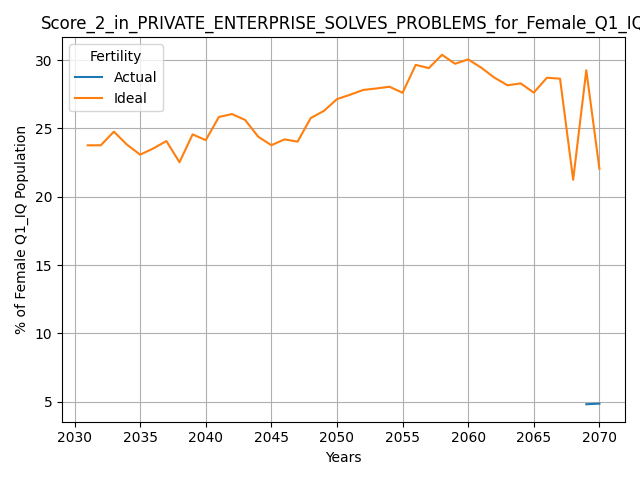 Score_2_in_PRIVATE_ENTERPRISE_SOLVES_PROBLEMS_for_Female_Q1_IQ
Fertility
Actual
Ideal
% of Female Q1_IQ Population
30
25
20
15
10
5
2030 2035 2040 2045 2050 2055 2060 2065 2070
Years